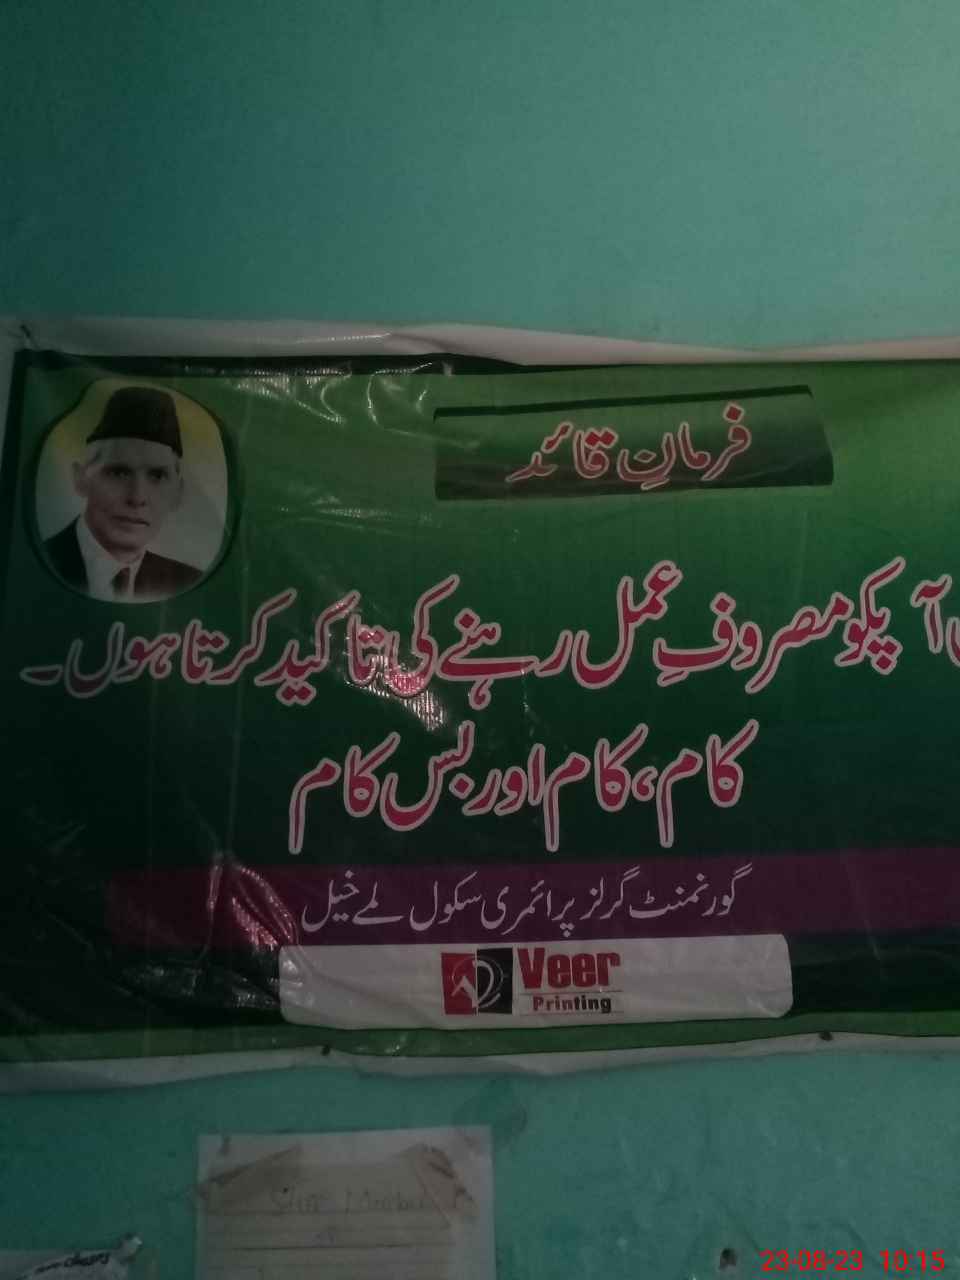 فرمانِ قائد
آپکو مصروفِ عمل رہنے کی تاکید کرتا ہوں۔
کام، کام اور بس کام
گورنمنٹ گرلز پرائمری سکول لمے خیل
Veer
Printing
23-08-23 10:15